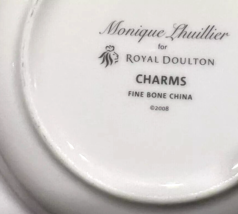 Monique Lhuillier
for
ROYAL DOULTON
CHARMS
FINE BONE CHINA
©2008